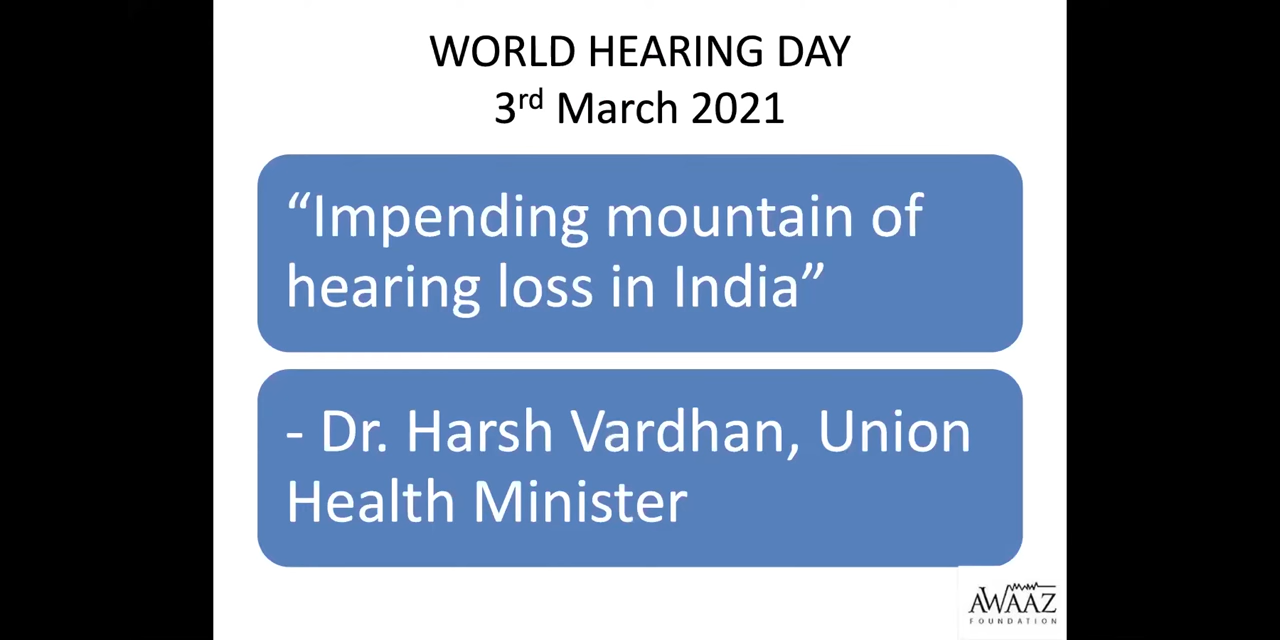 WORLD HEARING DAY
3rd March 2021
“Impending mountain of
hearing loss in India”
- Dr. Harsh Vardhan, Union
Health Minister
AWAAZ
FOUNDATION